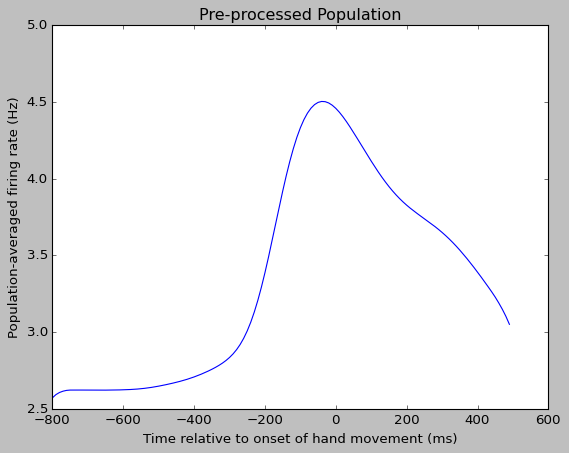 Pre-processed Population
5.0
4.5
4.0
3.5
3.0
2.5
Population-averaged firing rate (Hz)
−800 −600 −400 −200 0 200 400 600
Time relative to onset of hand movement (ms)